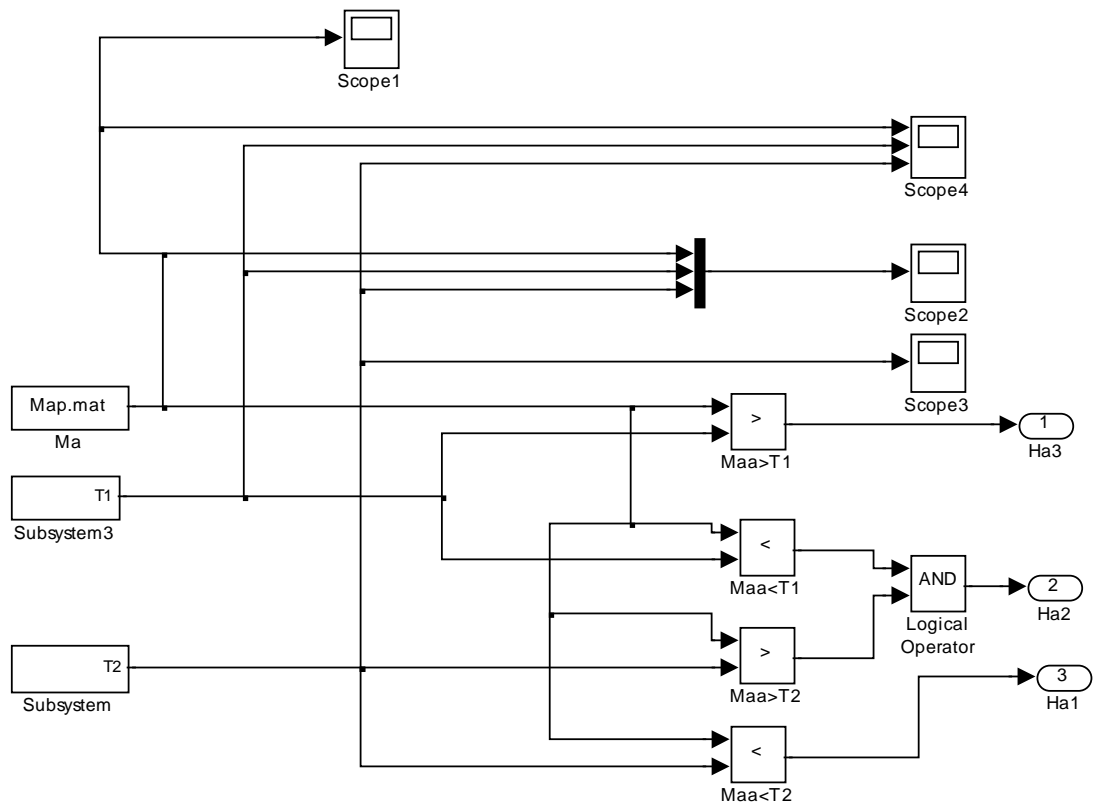 Scope1
Scope4
Scope2
Scope3
Map.mat
Ma
>
Maa>T1
1
Ha3
T1
Subsystem3
<
Maa<T1
AND
Logical
Operator
2
Ha2
T2
Subsystem
>
Maa>T2
3
Ha1
<
Maa<T2